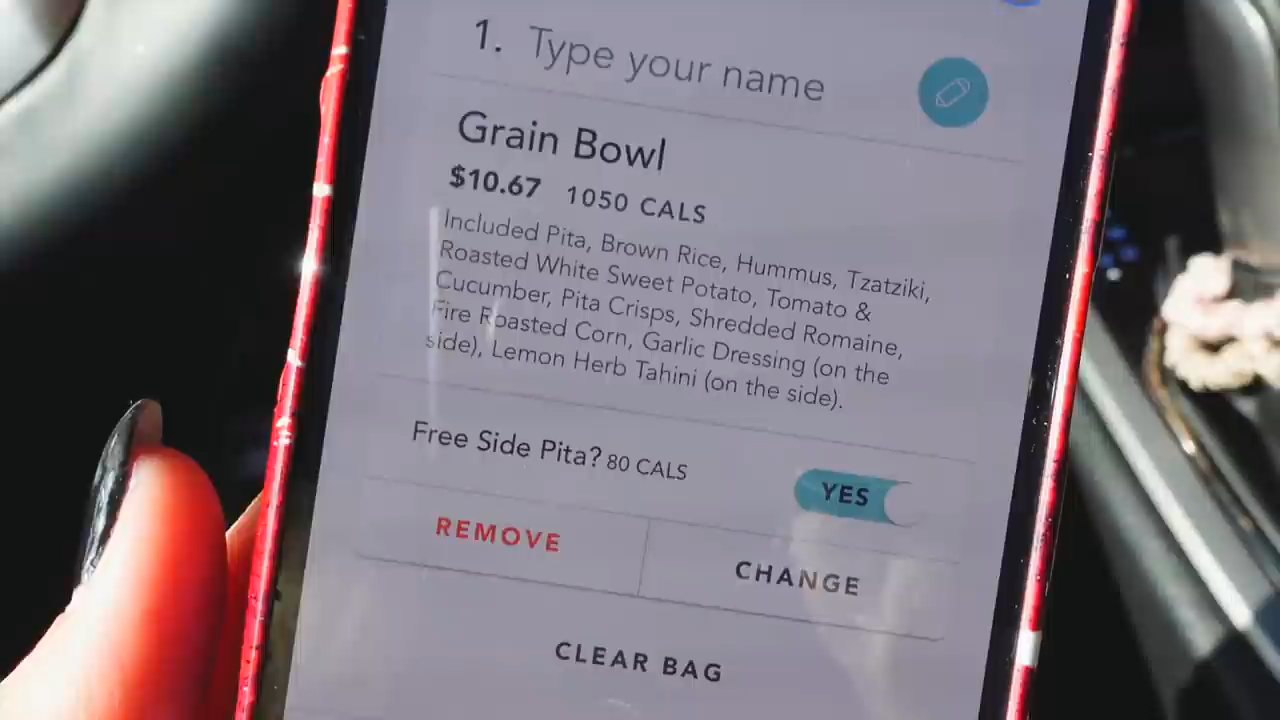 1. Type your name
Grain Bowl
$10.67 1050 CALS
Included Pita, Brown Rice, Hummus, Tzatziki,
Roasted White Sweet Potato, Tomato &
Cucumber, Pita Crisps, Shredded Romaine,
Fire Roasted Corn, Garlic Dressing (on the
side), Lemon Herb Tahini (on the side).
Free Side Pita? 80 CALS
YES
REMOVE
CHANGE
CLEAR BAG